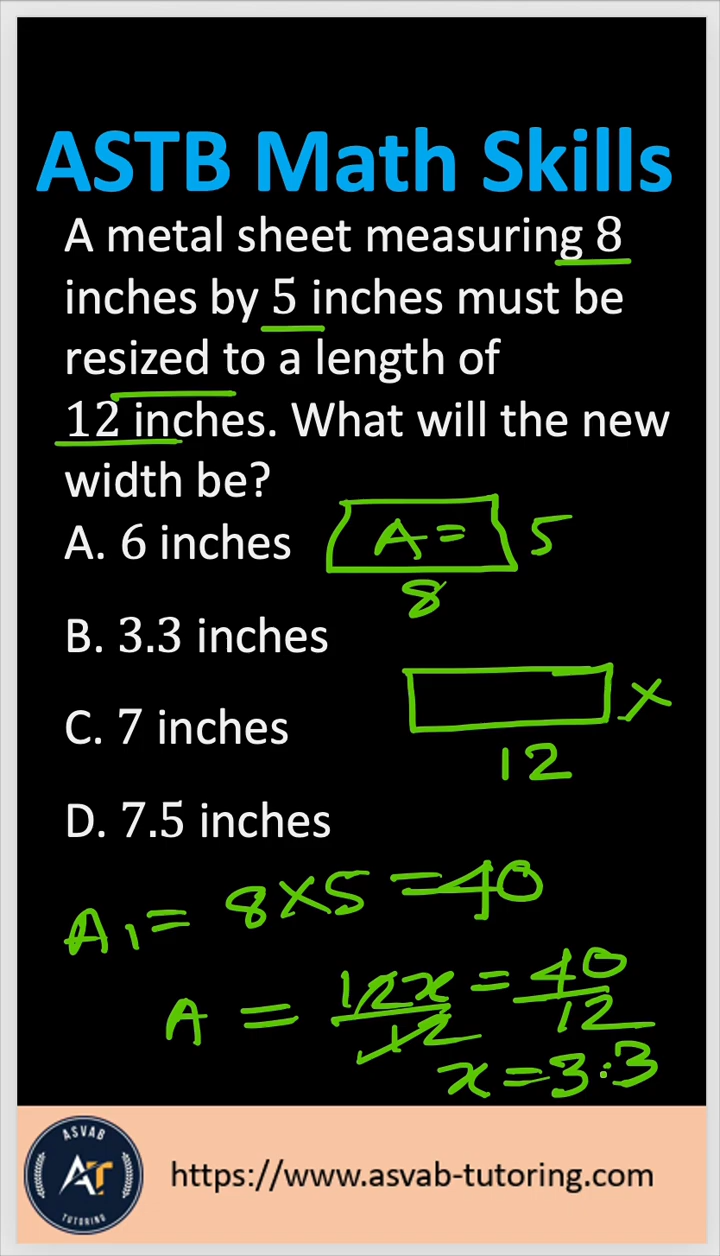 ASTB Math Skills
A metal sheet measuring 8
inches by 5 inches must be
resized to a length of
12 inches. What will the new
width be?
A. 6 inches
A = 5
8
B. 3.3 inches
x
C. 7 inches
12
D. 7.5 inches
A1 = 8×5 = 40
A = 12x/12 = 40/12
x = 3.3
ASVAB
AT
TUTORING
https://www.asvab-tutoring.com